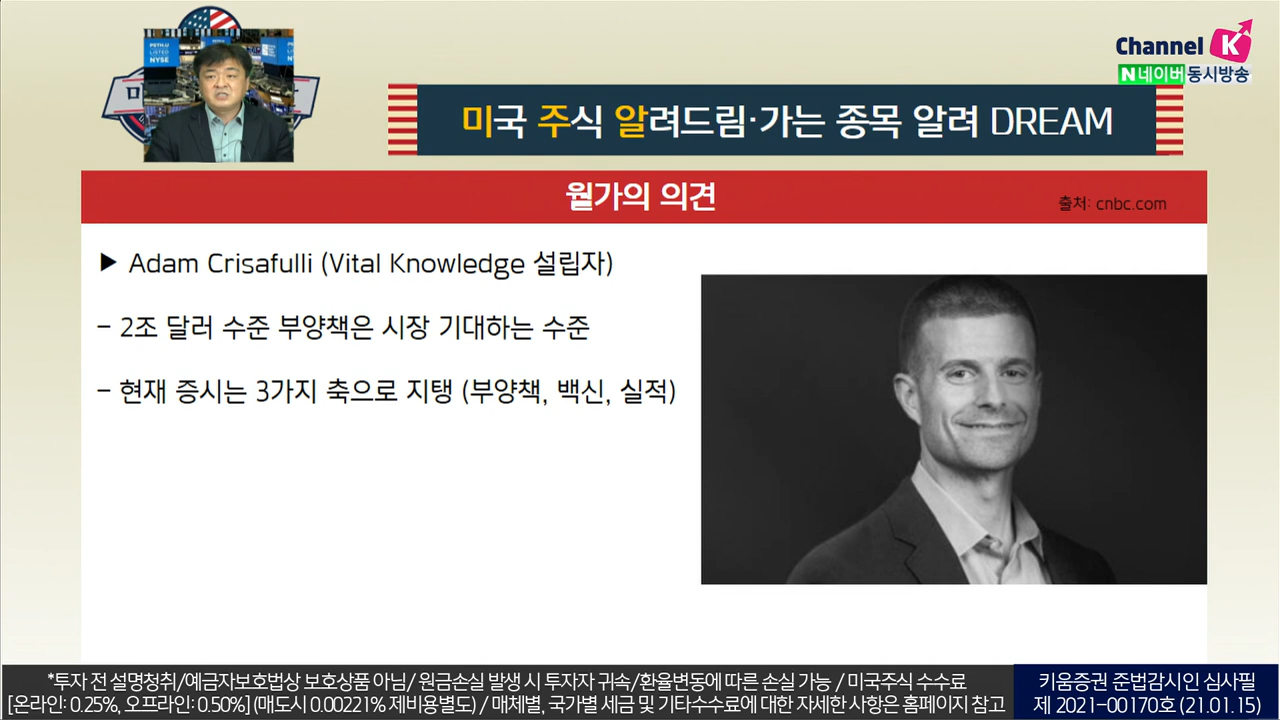 PETH.U
LISTED
NYSE
Channel K
N 네이버 동시방송
미국 주식 알려드림·가는 종목 알려 DREAM
월가의 의견
출처: cnbc.com
▶ Adam Crisafulli (Vital Knowledge 설립자)
– 2조 달러 수준 부양책은 시장 기대하는 수준
– 현재 증시는 3가지 축으로 지탱 (부양책, 백신, 실적)
*투자 전 설명청취/예금자보호법상 보호상품 아님/ 원금손실 발생 시 투자자 귀속/환율변동에 따른 손실 가능 / 미국주식 수수료
[온라인: 0.25%, 오프라인: 0.50%] (매도시 0.00221% 제비용별도) / 매체별, 국가별 세금 및 기타수수료에 대한 자세한 사항은 홈페이지 참고
키움증권 준법감시인 심사필
제 2021-00170호 (21.01.15)